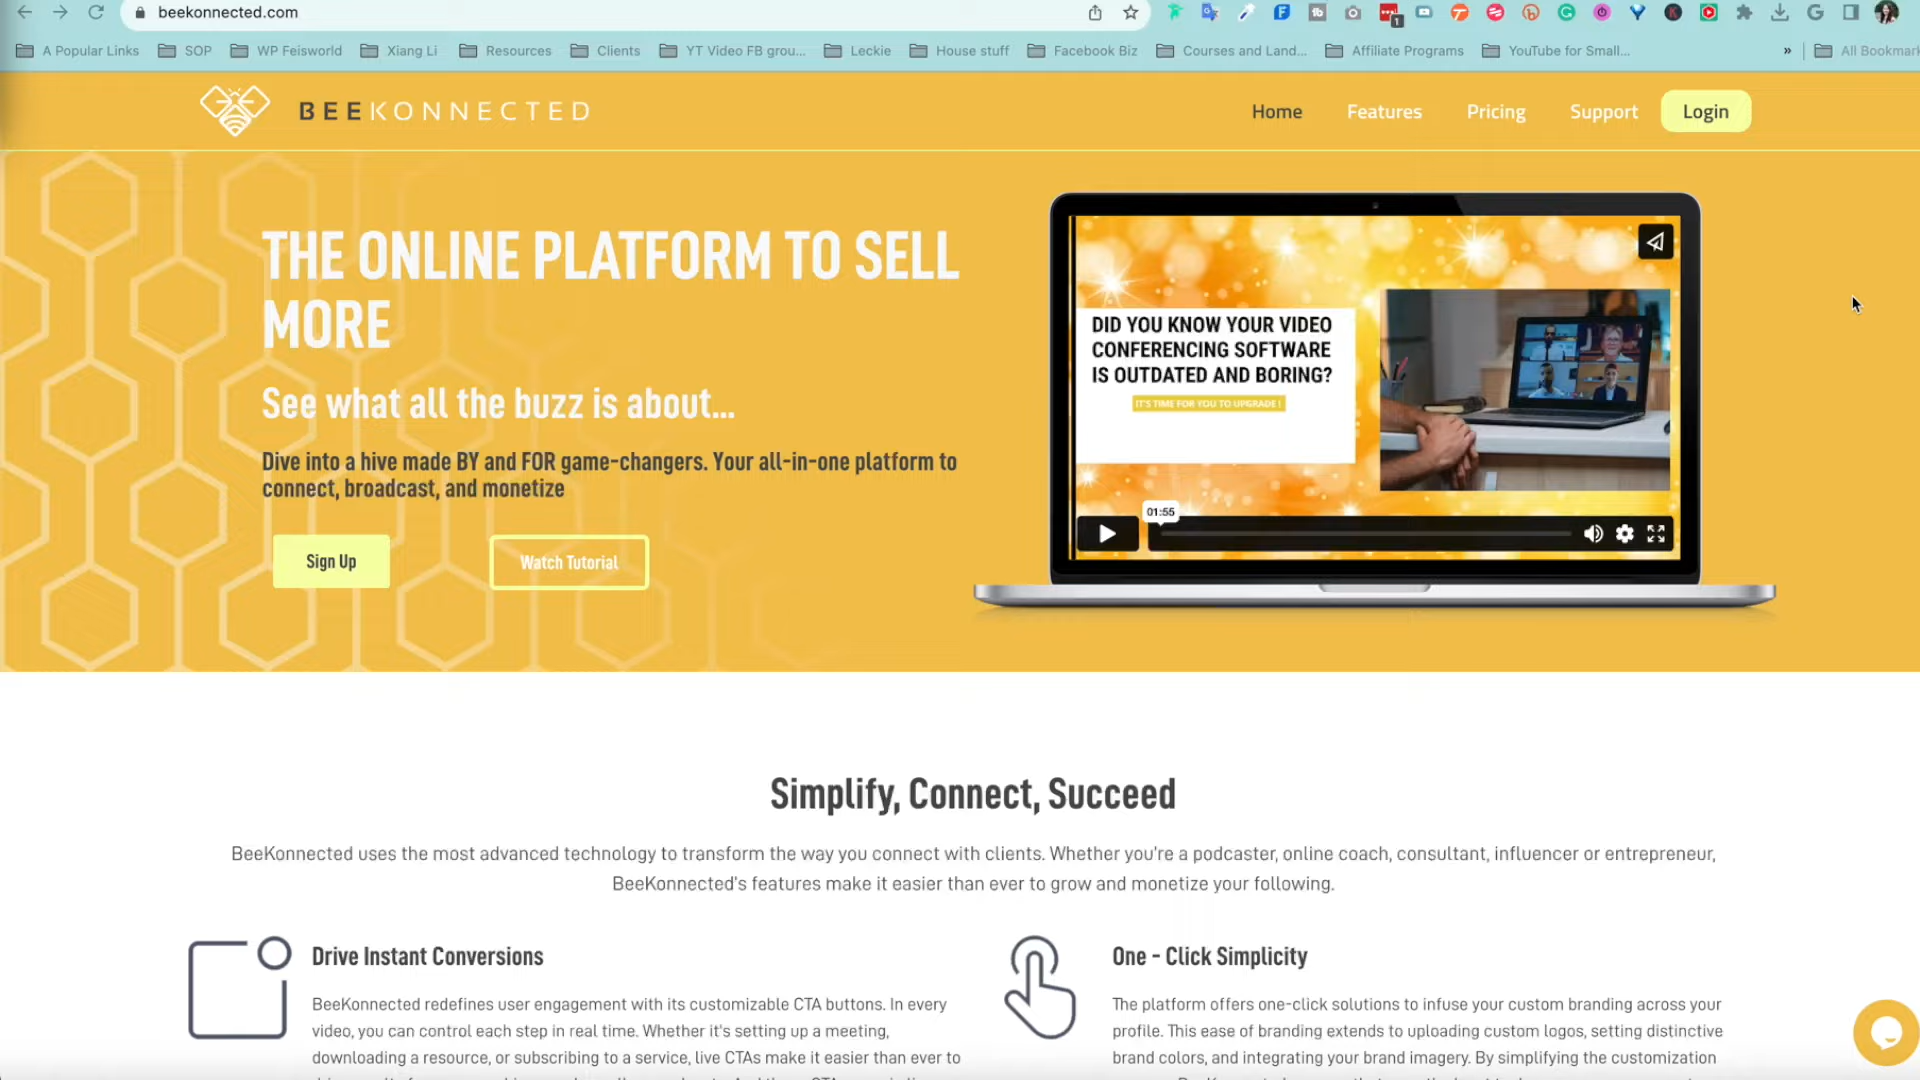 beekonnected.com
1
A Popular Links
SOP
WP Feisworld
Xiang Li
Resources
Clients
YT Video FB grou...
Leckie
House stuff
Facebook Biz
Courses and Land...
Affiliate Programs
YouTube for Small...
»
All Bookmar
BEEKONNECTED
Home
Features
Pricing
Support
Login
THE ONLINE PLATFORM TO SELL
MORE
See what all the buzz is about...
Dive into a hive made BY and FOR game-changers. Your all-in-one platform to
connect, broadcast, and monetize
Sign Up
Watch Tutorial
DID YOU KNOW YOUR VIDEO
CONFERENCING SOFTWARE
IS OUTDATED AND BORING?
IT'S TIME FOR YOU TO UPGRADE !
01:55
Simplify, Connect, Succeed
BeeKonnected uses the most advanced technology to transform the way you connect with clients. Whether you're a podcaster, online coach, consultant, influencer or entrepreneur,
BeeKonnected's features make it easier than ever to grow and monetize your following.
Drive Instant Conversions
BeeKonnected redefines user engagement with its customizable CTA buttons. In every
video, you can control each step in real time. Whether it's setting up a meeting,
downloading a resource, or subscribing to a service, live CTAs make it easier than ever to
One - Click Simplicity
The platform offers one-click solutions to infuse your custom branding across your
profile. This ease of branding extends to uploading custom logos, setting distinctive
brand colors, and integrating your brand imagery. By simplifying the customization